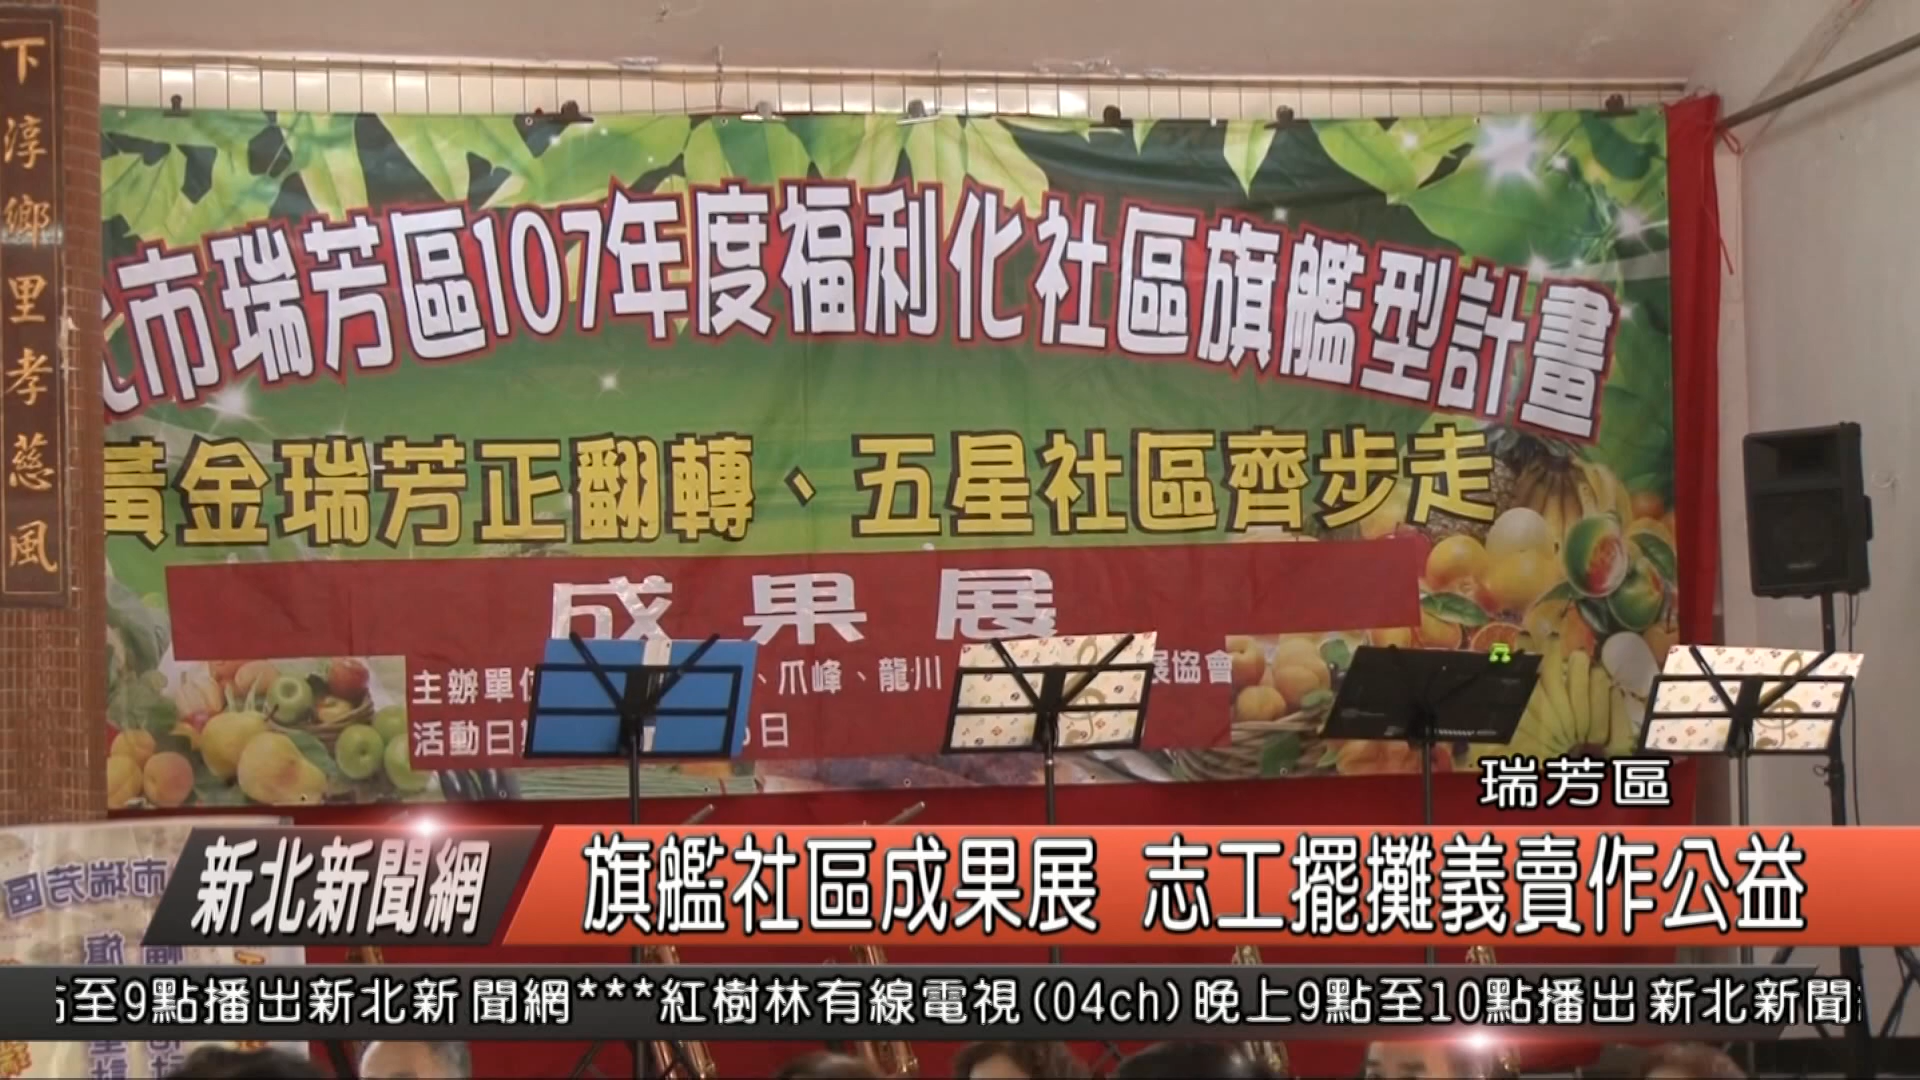 下淳鄉里孝慈風
市瑞芳區107年度福利化社區旗艦型計畫
黃金瑞芳正翻轉、五星社區齊步走
成果展
主辦單 、爪峰、龍川 展協會
活動日 日
瑞芳區
新北新聞網 旗艦社區成果展 志工擺攤義賣作公益
至9點播出新北新聞網***紅樹林有線電視(04ch)晚上9點至10點播出新北新聞